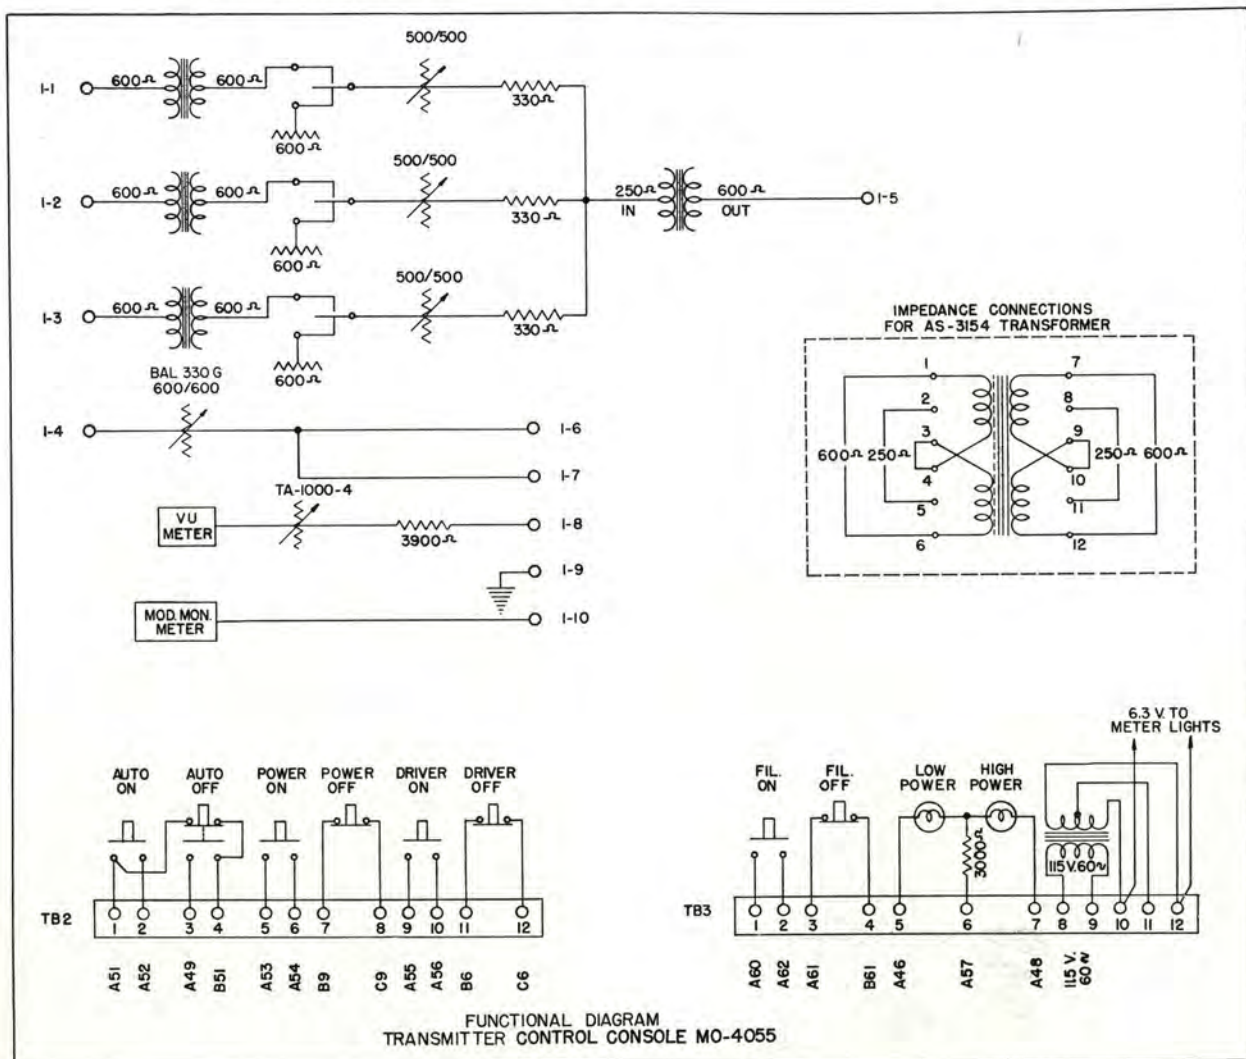 500/500
I-1 600Ω 600Ω 330Ω
600Ω
500/500
I-2 600Ω 600Ω 330Ω 250Ω IN 600Ω OUT I-5
600Ω
500/500
I-3 600Ω 600Ω 330Ω
600Ω
BAL 330 G
600/600
I-4 I-6
I-7
TA-1000-4
VU METER 3900Ω I-8
I-9
MOD. MON. METER I-10
IMPEDANCE CONNECTIONS
FOR AS-3154 TRANSFORMER
1 7
2 8
3 9
600Ω 250Ω 250Ω 600Ω
4 10
5 11
6 12
AUTO ON AUTO OFF POWER ON POWER OFF DRIVER ON DRIVER OFF
TB2 1 2 3 4 5 6 7 8 9 10 11 12
A51 A52 A49 B51 A53 A54 B9 C9 A55 A56 B6 C6
6.3 V. TO
METER LIGHTS
FIL. ON FIL. OFF LOW POWER HIGH POWER
3000Ω 115V.60~
TB3 1 2 3 4 5 6 7 8 9 10 11 12
A60 A62 A61 B61 A46 A57 A48 115 V. 60~
FUNCTIONAL DIAGRAM
TRANSMITTER CONTROL CONSOLE MO-4055